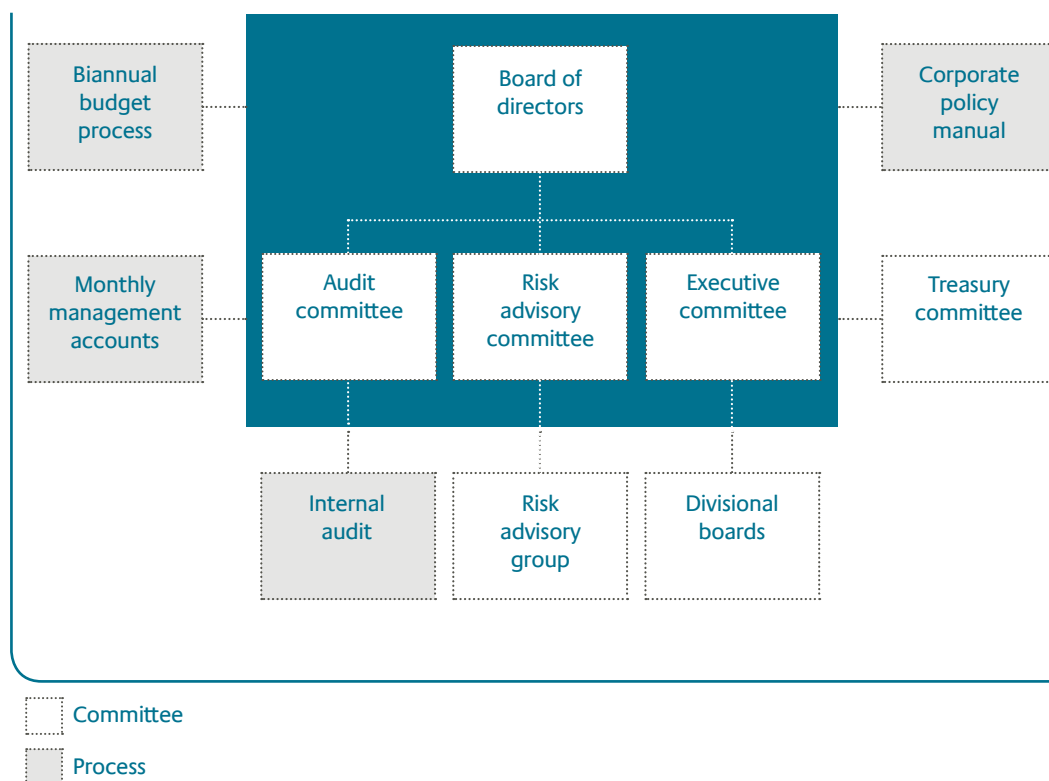 Biannual
budget
process
Board of
directors
Corporate
policy
manual
Monthly
management
accounts
Audit
committee
Risk
advisory
committee
Executive
committee
Treasury
committee
Internal
audit
Risk
advisory
group
Divisional
boards
Committee
Process